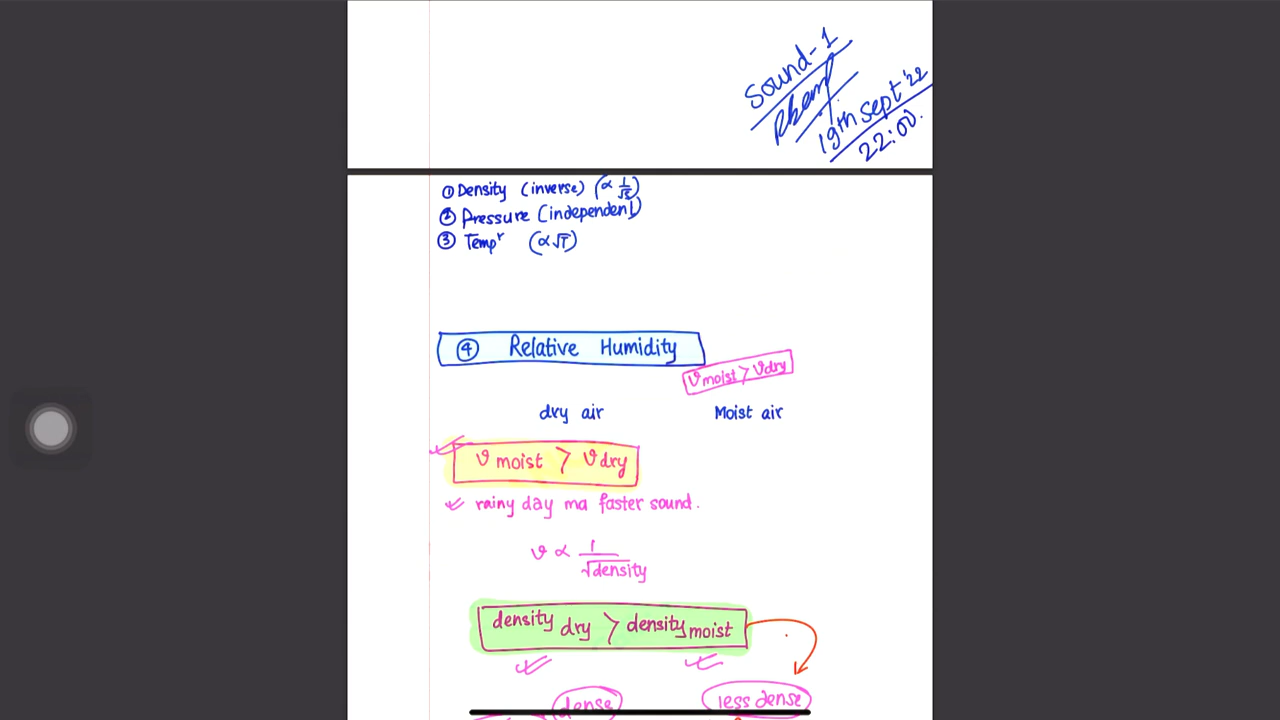 Sound-1
19th Sept '22
22:00.
① Density (inverse) (∝ 1/√S)
② Pressure (independent)
③ Tempʳ (∝ √T)
④ Relative Humidity
v moist > v dry
dry air Moist air
v moist > v dry
rainy day ma faster sound.
v ∝ 1/√density
density dry > density moist
dense less dense